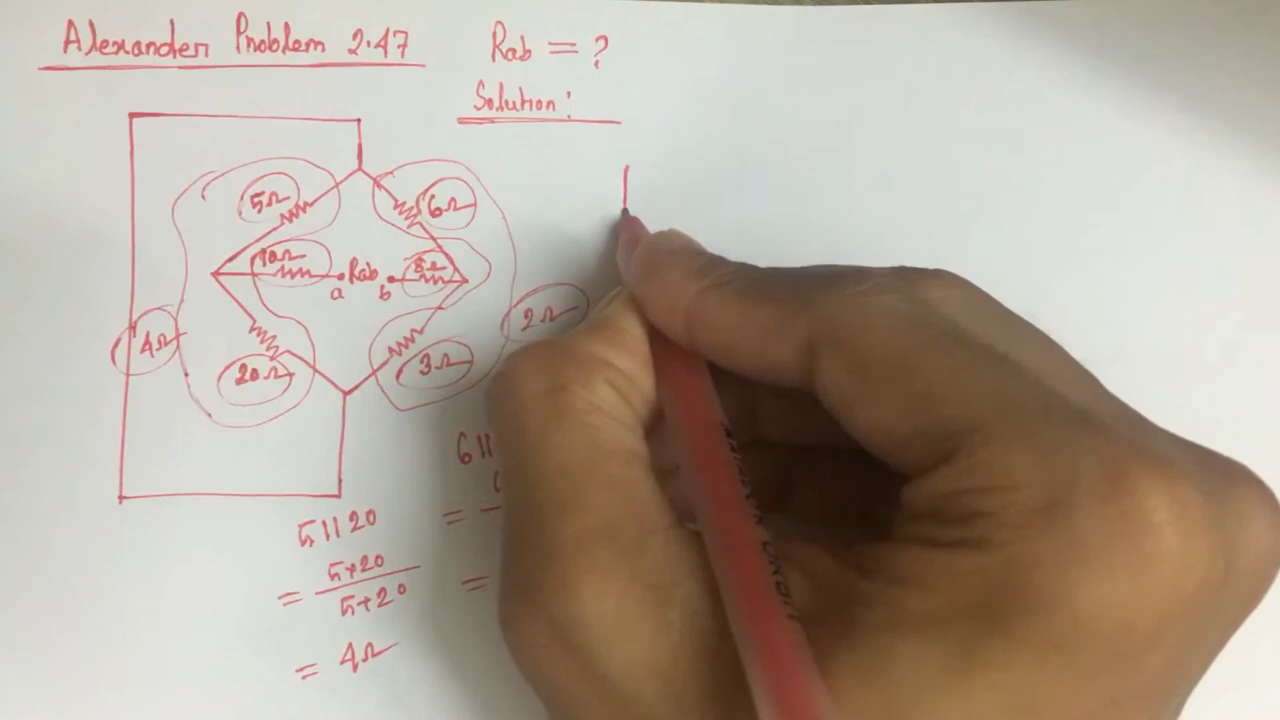 Alexander Problem 2.47
Rab = ?
Solution:
5Ω
6Ω
10Ω
Rab
8Ω
a
b
4Ω
2Ω
20Ω
3Ω
6||
5||20
=
= 5*20
5+20
=
= 4Ω